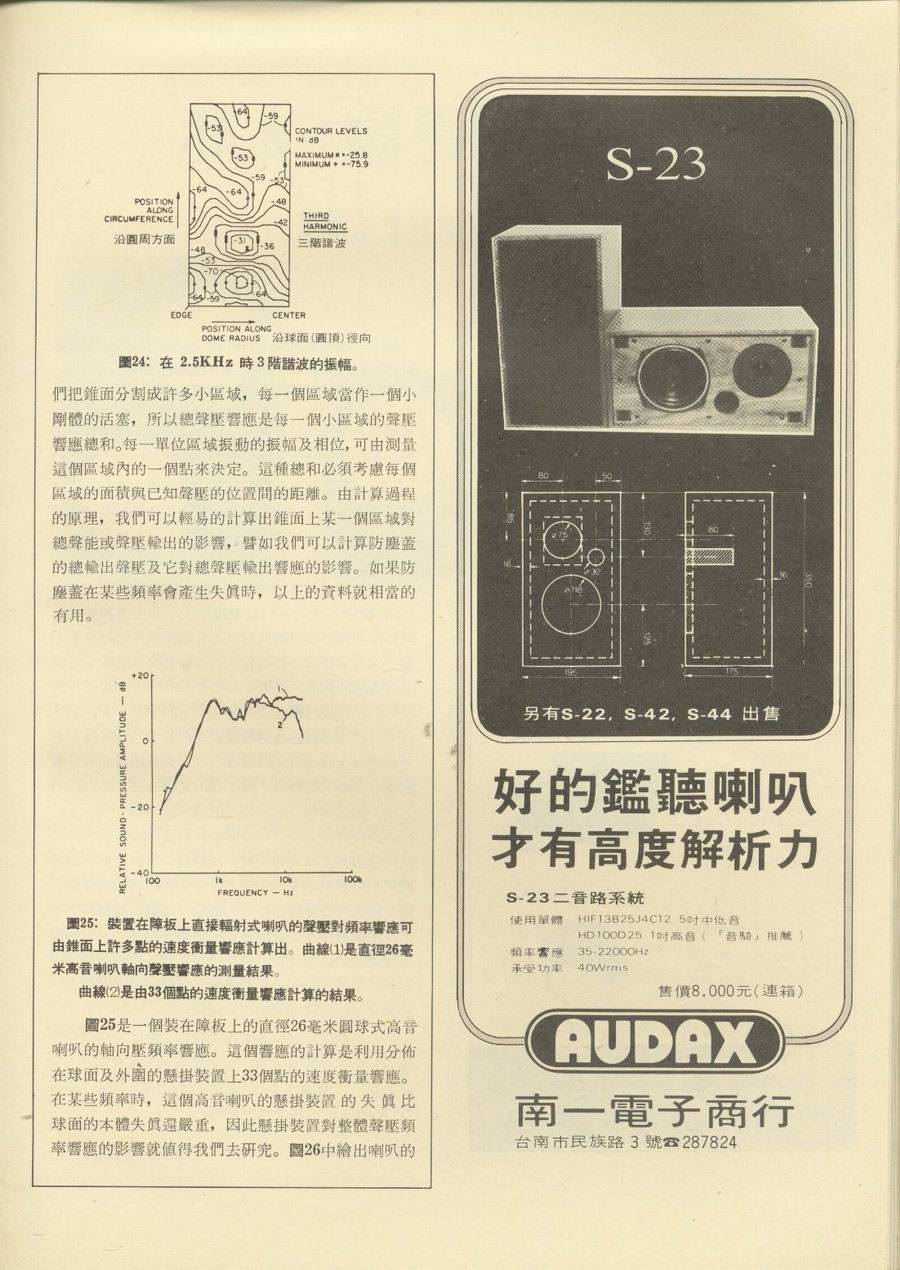 -64
-59
-53
-53
-59
-53
-64
-64
-48
-42
-31
-36
-48
-53
-70
-64
-59
-64
CONTOUR LEVELS
IN dB
MAXIMUM * = -25.8
MINIMUM + = -75.9
POSITION
ALONG
CIRCUMFERENCE
沿圓周方面
THIRD
HARMONIC
三階諧波
EDGE
CENTER
POSITION ALONG
DOME RADIUS 沿球面(圓頂)徑向
圖24: 在 2.5KHz 時3階諧波的振幅。
們把錐面分割成許多小區域，每一個區域當作一個小
剛體的活塞，所以總聲壓響應是每一個小區域的聲壓
響應總和。每一單位區域振動的振幅及相位,可由測量
這個區域內的一個點來決定。這種總和必須考慮每個
區域的面積與已知聲壓的位置間的距離。由計算過程
的原理，我們可以輕易的計算出錐面上某一個區域對
總聲能或聲壓輸出的影響，譬如我們可以計算防塵蓋
的總輸出聲壓及它對總聲壓輸出響應的影響。如果防
塵蓋在某些頻率會產生失眞時，以上的資料就相當的
有用。
RELATIVE SOUND-PRESSURE AMPLITUDE — dB
+20
0
-20
-40
1
2
100
1k
10k
100k
FREQUENCY — Hz
圖25: 裝置在障板上直接輻射式喇叭的聲壓對頻率響應可
由錐面上許多點的速度衝量響應計算出。曲線(1)是直徑26毫
米高音喇叭軸向聲壓響應的測量結果。
曲線(2)是由33個點的速度衝量響應計算的結果。
圖25是一個裝在障板上的直徑26毫米圓球式高音
喇叭的軸向壓頻率響應。這個響應的計算是利用分佈
在球面及外圍的懸掛裝置上33個點的速度衝量響應。
在某些頻率時，這個高音喇叭的懸掛裝置的失眞比
球面的本體失眞還嚴重，因此懸掛裝置對整體聲壓頻
率響應的影響就值得我們去研究。圖26中繪出喇叭的
S-23
80
50
85
ø75
16
ø32
ø118
195
130
125
80
16
350
175
另有S-22, S-42, S-44 出售
好的鑑聽喇叭
才有高度解析力
S-23二音路系統
使用單體 HIF13B25J4C12 5吋中低音
HD100D25 1吋高音(「音騎」推薦)
頻率響應 35-22000Hz
承受功率 40Wrms
售價8,000元(連箱)
AUDAX
南一電子商行
台南市民族路3號☎287824